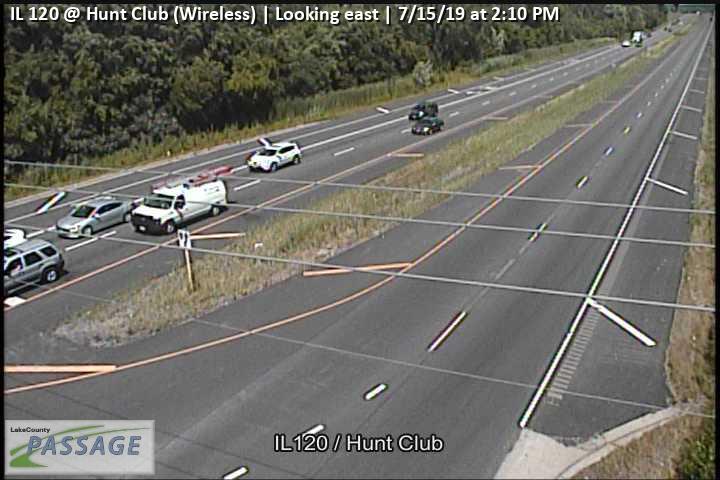 IL 120 @ Hunt Club (Wireless) | Looking east | 7/15/19 at 2:10 PM
IL120 / Hunt Club
LakeCounty
PASSAGE